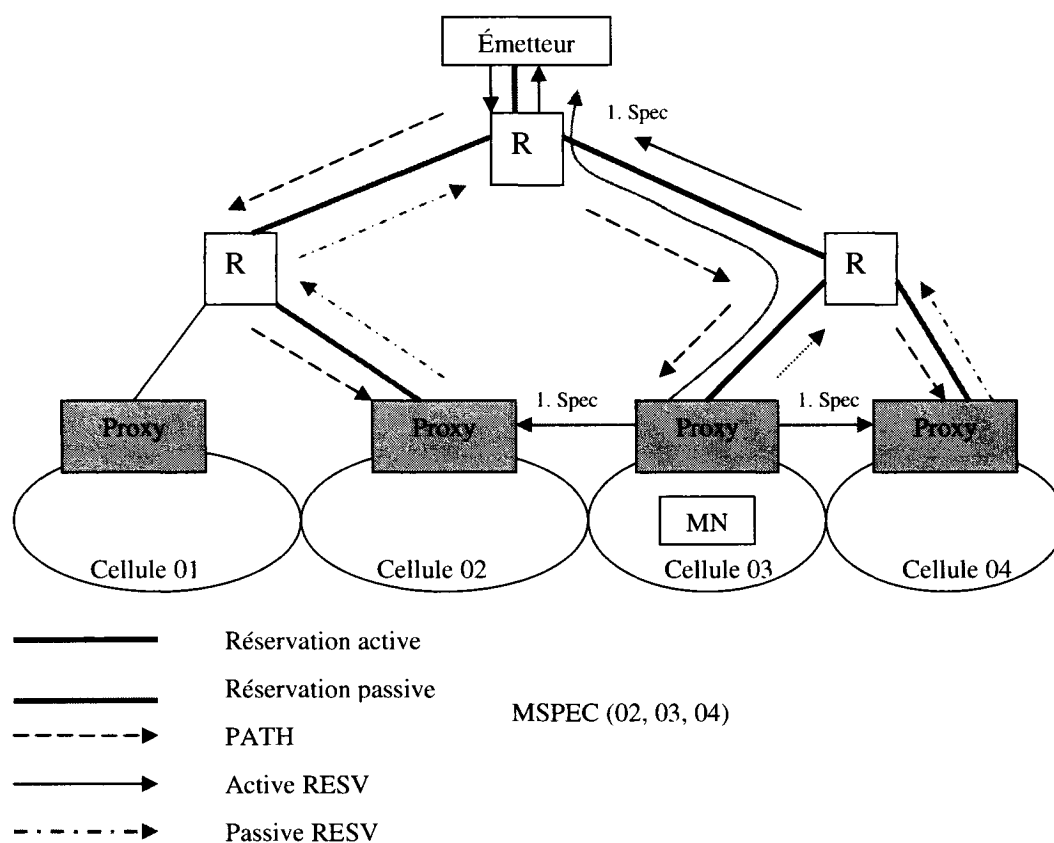 Émetteur
1. Spec
R
R
R
1. Spec
1. Spec
Proxy
Proxy
Proxy
Proxy
MN
Cellule 01
Cellule 02
Cellule 03
Cellule 04
Réservation active
Réservation passive
MSPEC (02, 03, 04)
PATH
Active RESV
Passive RESV